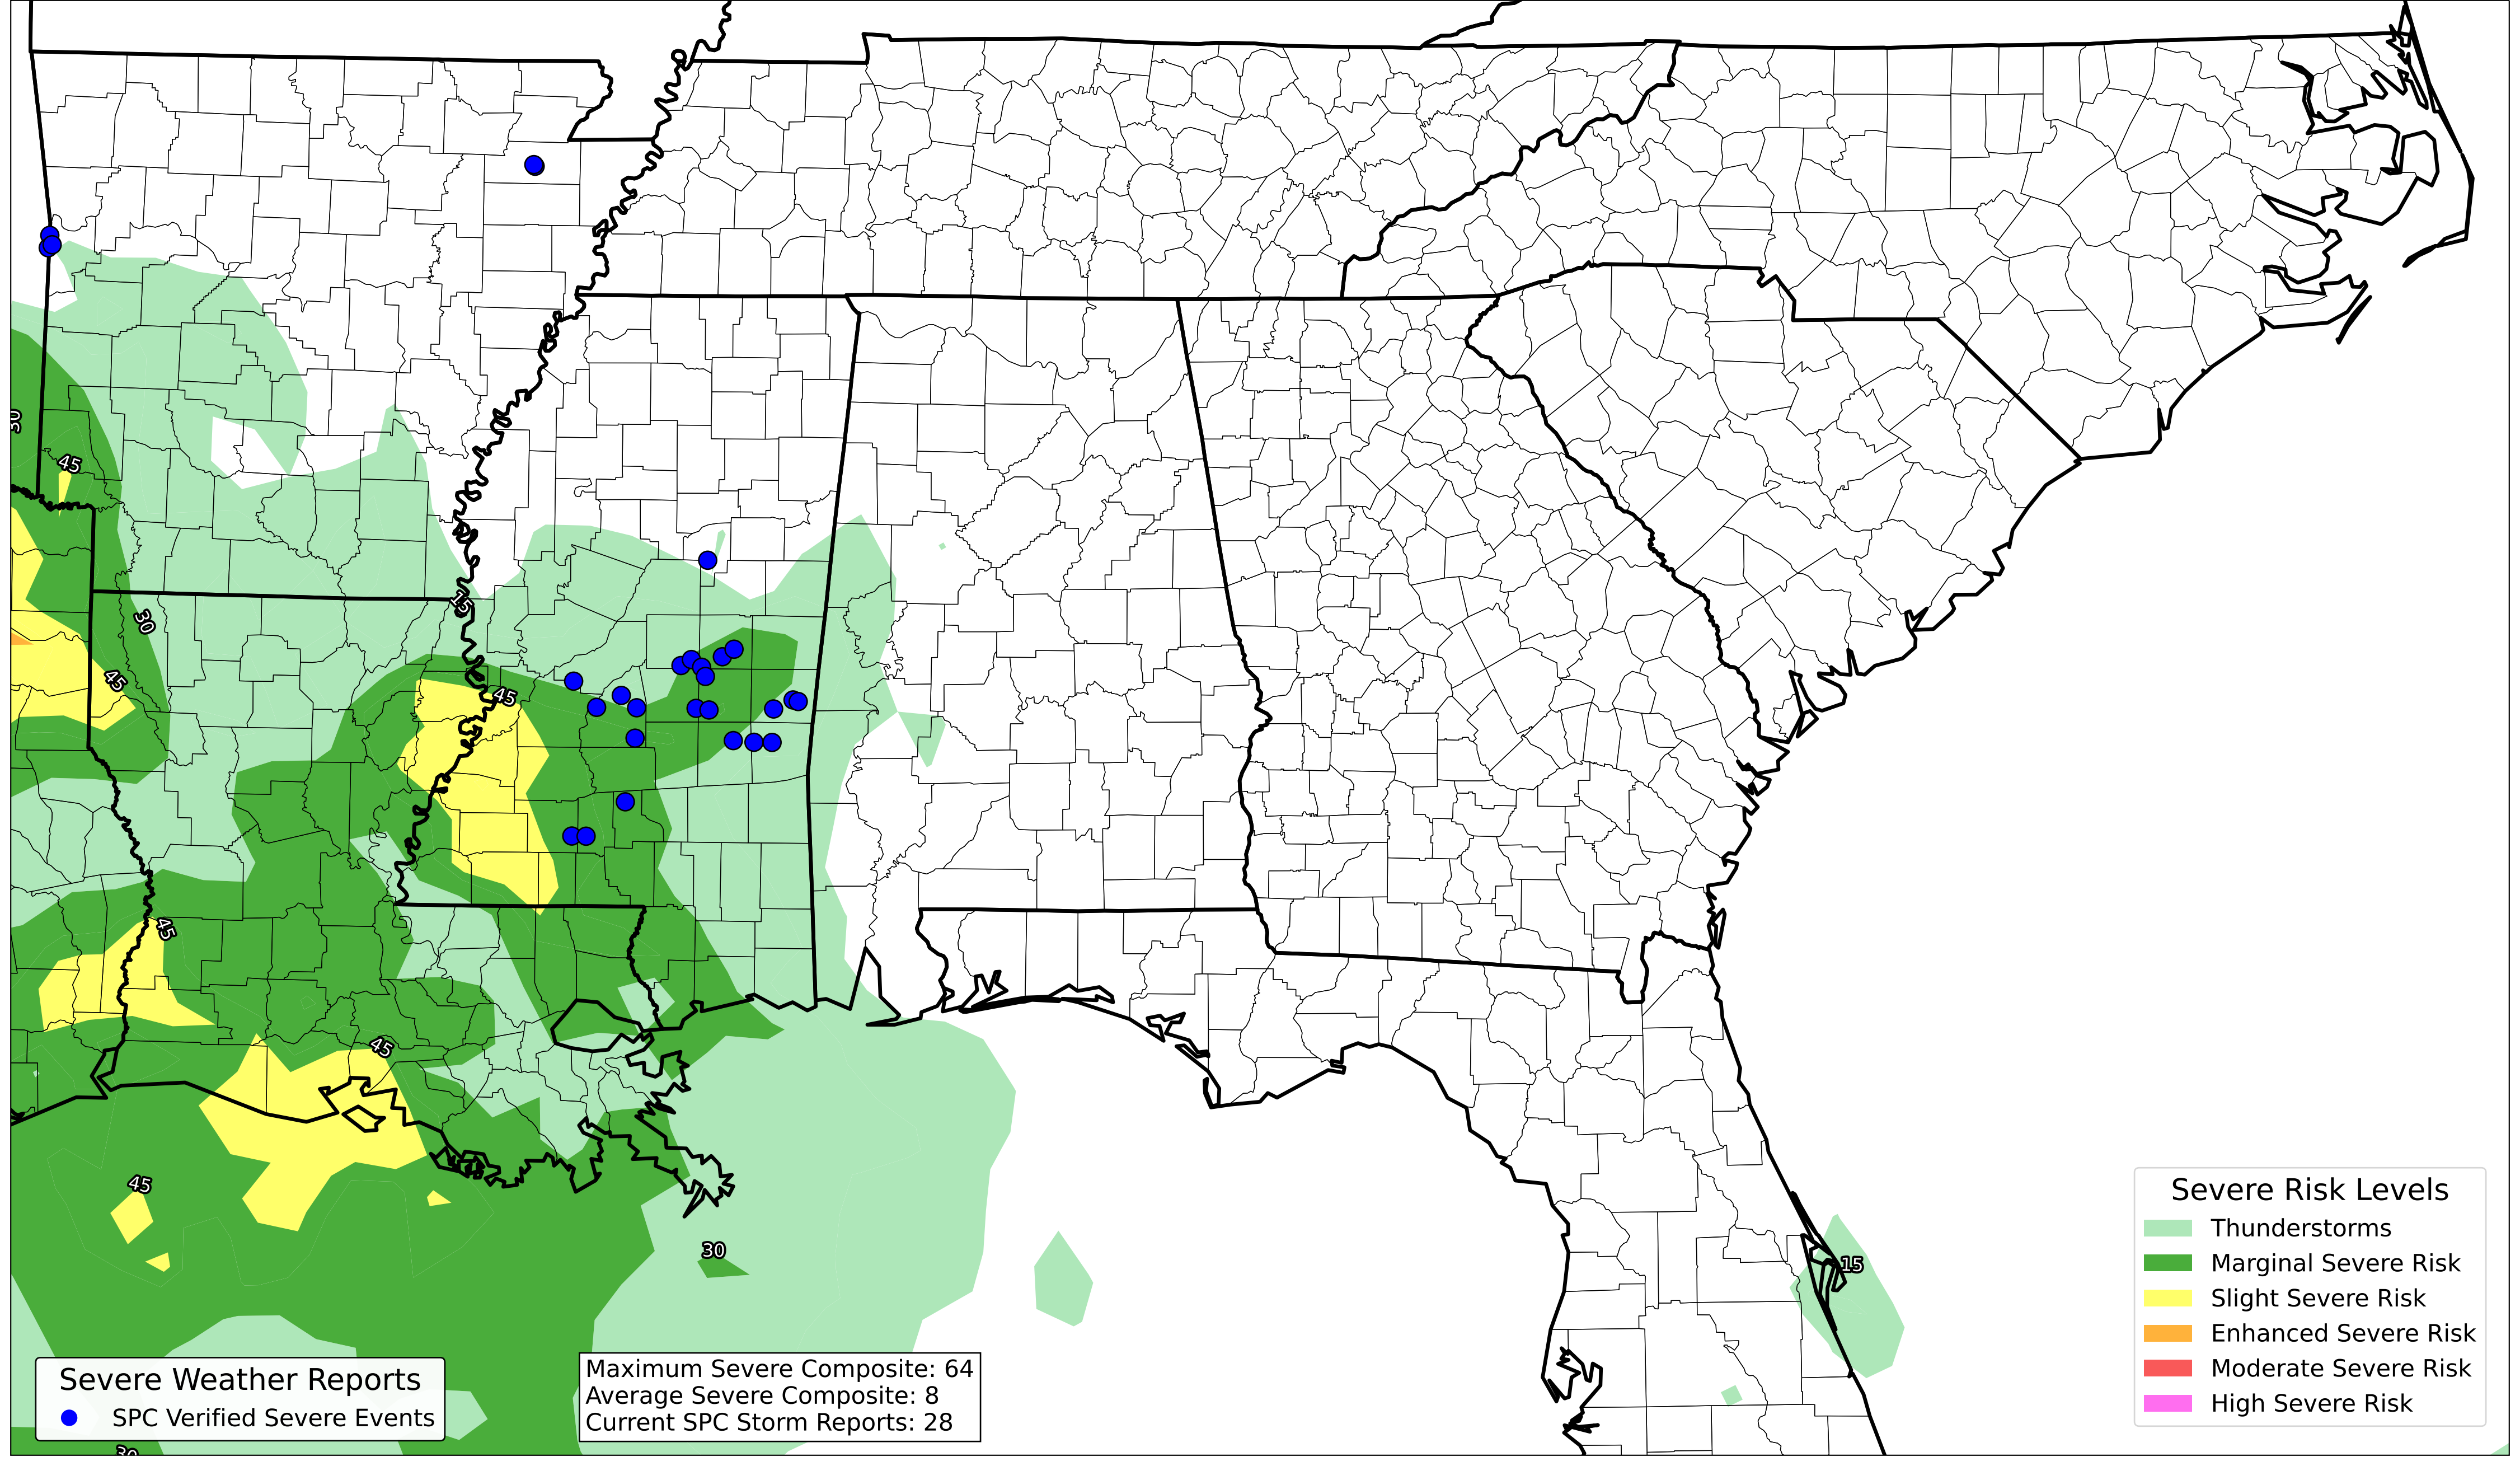 30
45
15
30
45
45
45
45
45
30
15
30
Severe Risk Levels
Thunderstorms
Marginal Severe Risk
Slight Severe Risk
Enhanced Severe Risk
Moderate Severe Risk
High Severe Risk
Severe Weather Reports
SPC Verified Severe Events
Maximum Severe Composite: 64
Average Severe Composite: 8
Current SPC Storm Reports: 28